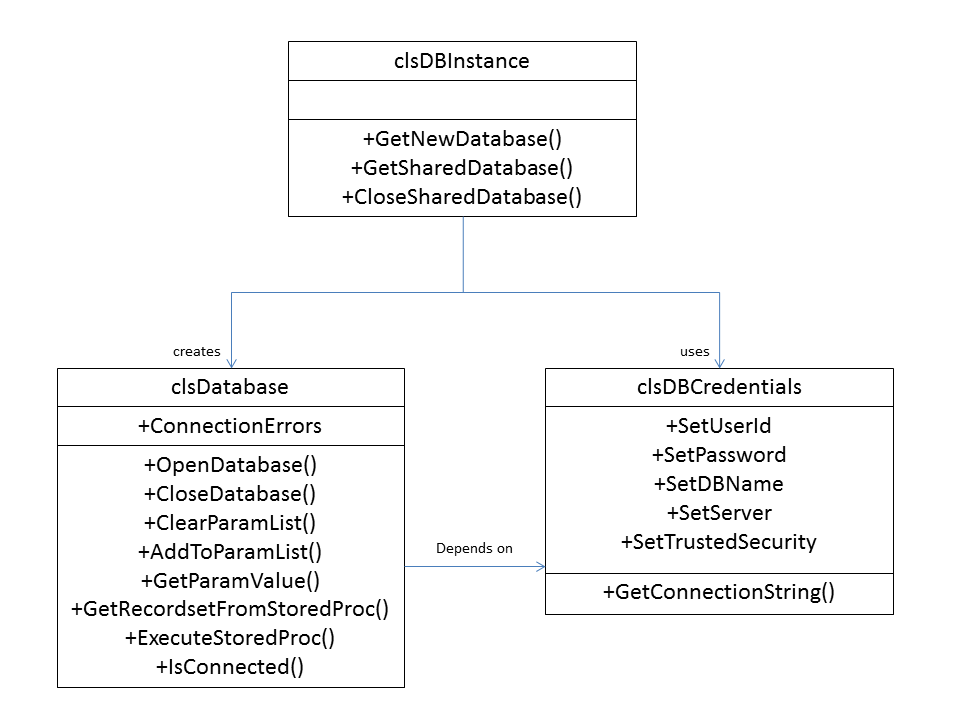 clsDBInstance
+GetNewDatabase()
+GetSharedDatabase()
+CloseSharedDatabase()
creates
uses
clsDatabase
+ConnectionErrors
+OpenDatabase()
+CloseDatabase()
+ClearParamList()
+AddToParamList()
+GetParamValue()
+GetRecordsetFromStoredProc()
+ExecuteStoredProc()
+IsConnected()
Depends on
clsDBCredentials
+SetUserId
+SetPassword
+SetDBName
+SetServer
+SetTrustedSecurity
+GetConnectionString()